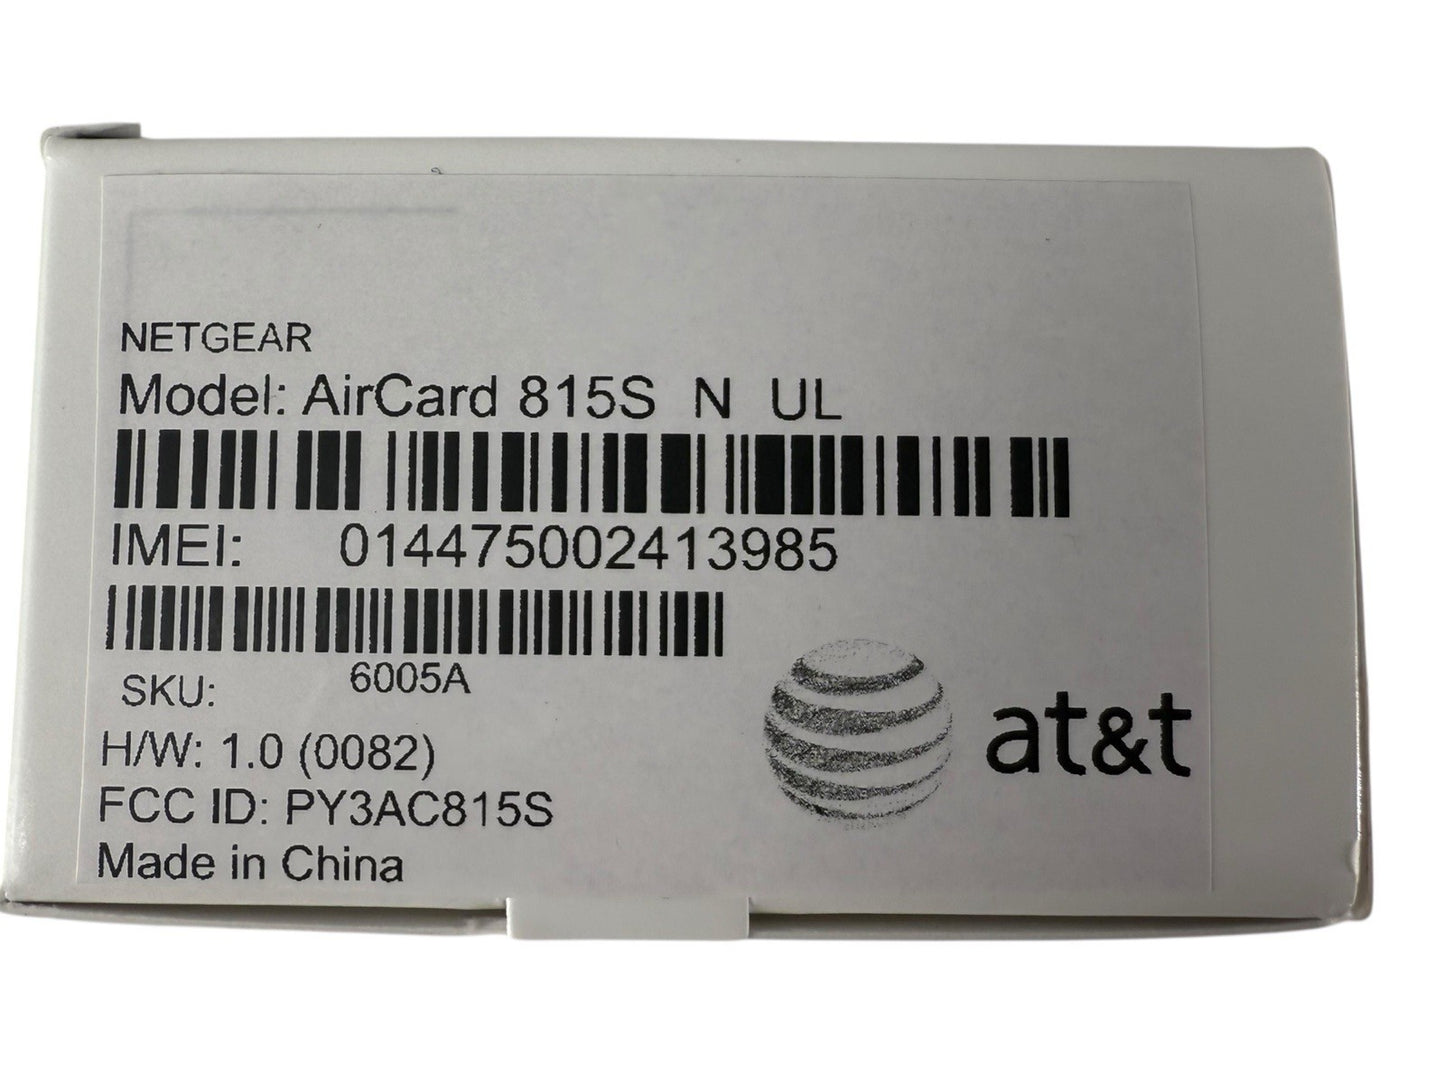 NETGEAR
Model: AirCard 815S N UL
IMEI: 014475002413985
6005A
SKU:
H/W: 1.0 (0082)
FCC ID: PY3AC815S
Made in China
at&t